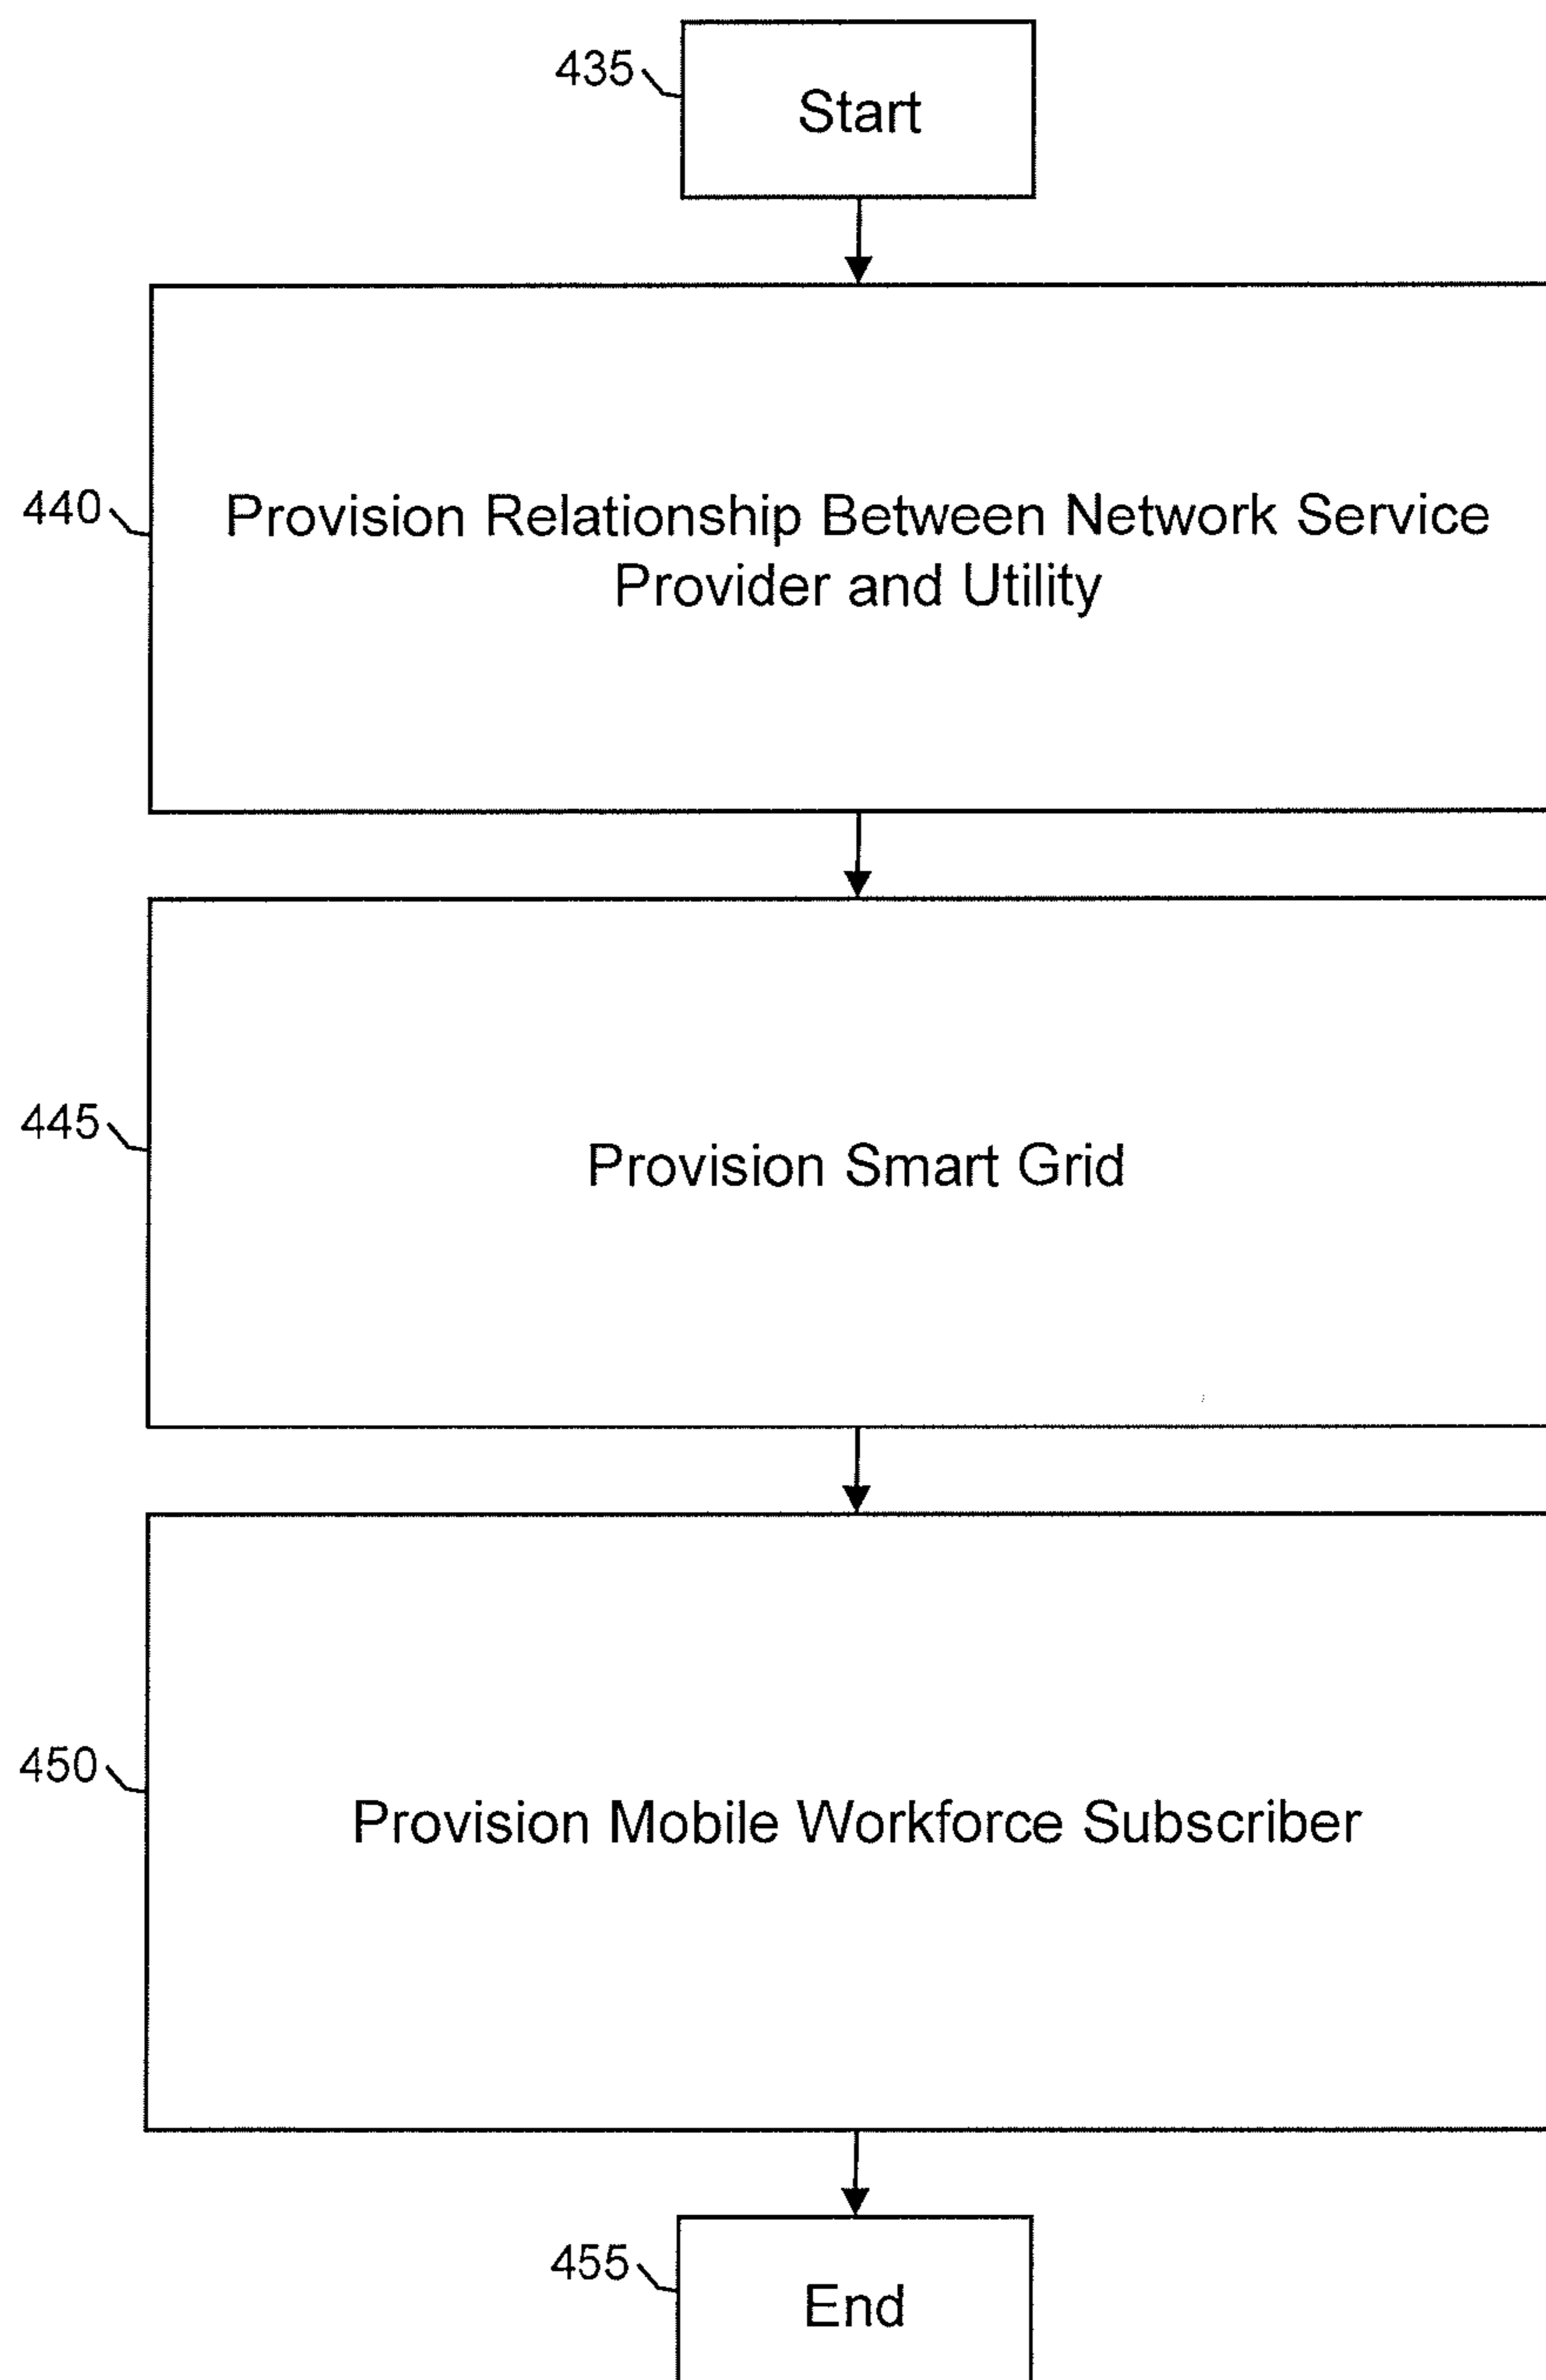 435
Start
440
Provision Relationship Between Network Service
Provider and Utility
445
Provision Smart Grid
450
Provision Mobile Workforce Subscriber
455
End